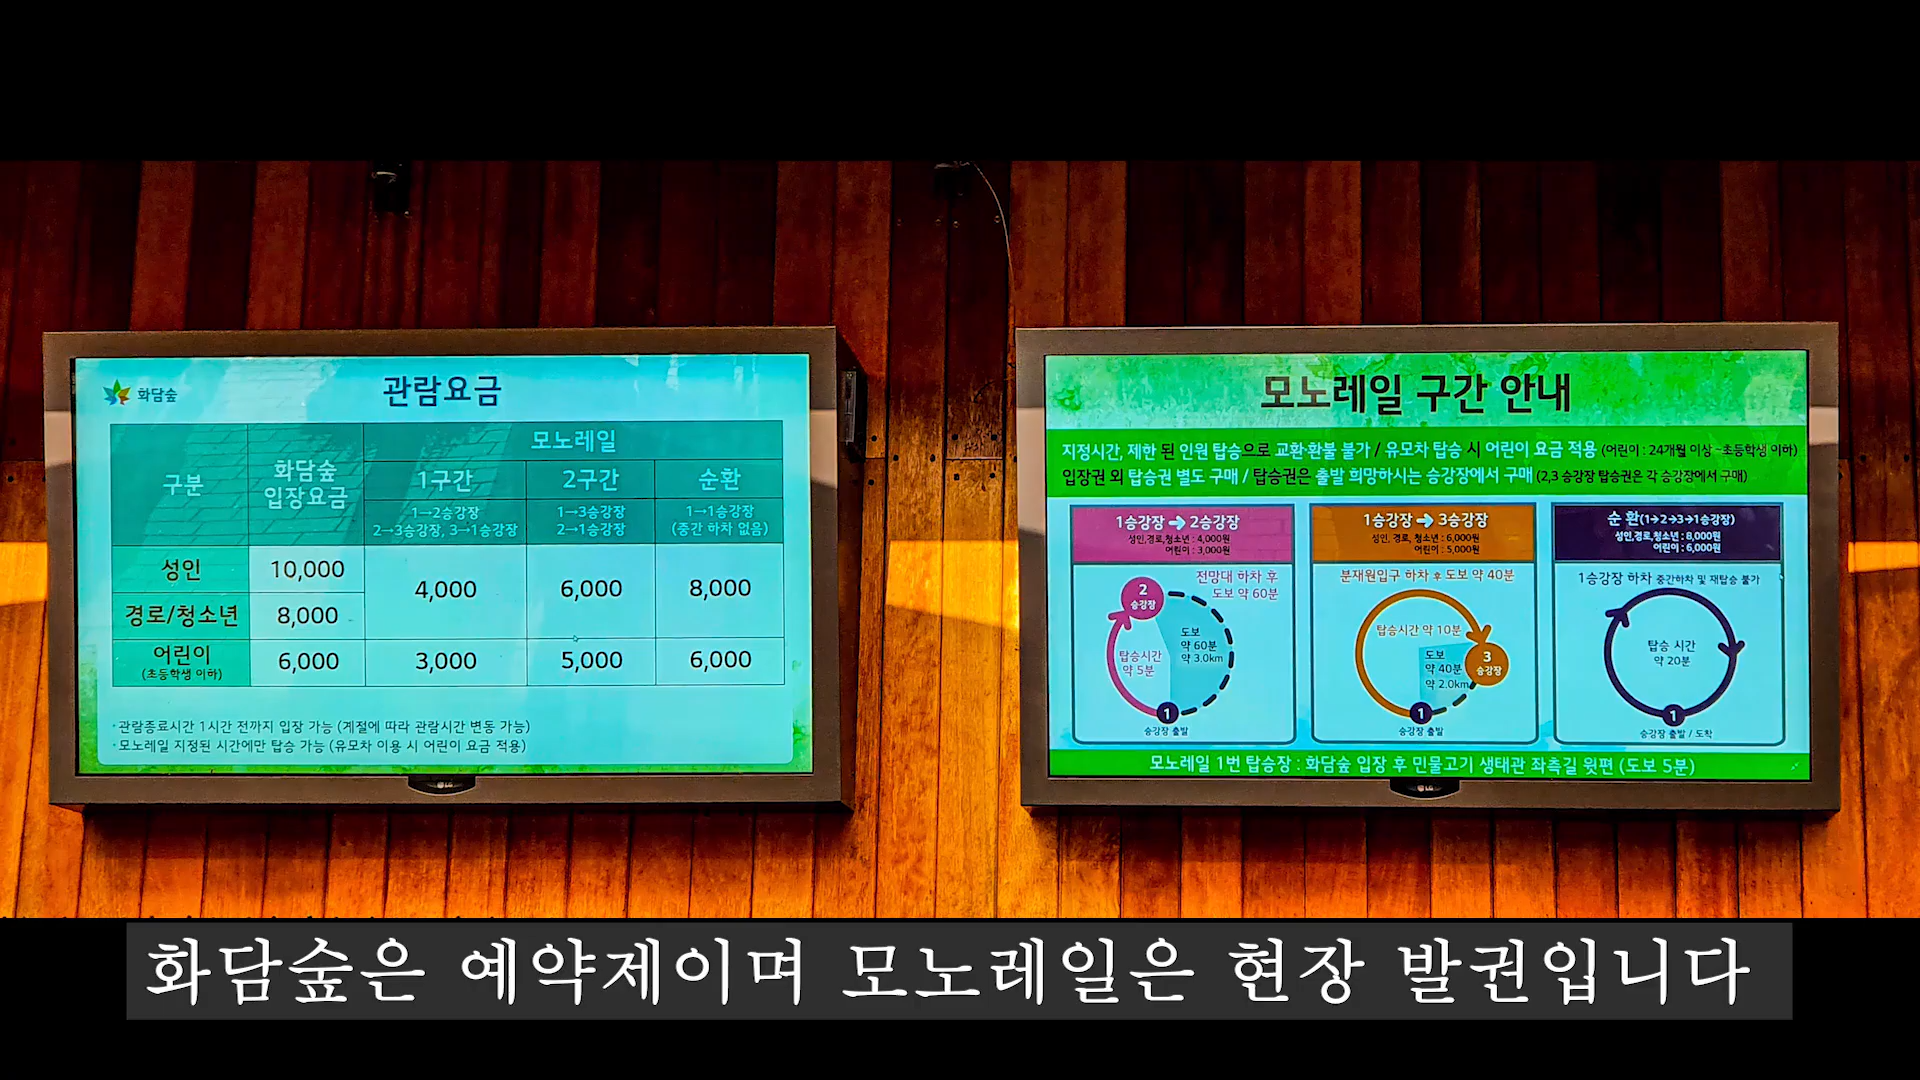 화담숲
관람요금
구분
화담숲
입장요금
모노레일
1구간
2구간
순환
1→2승강장
2→3승강장, 3→1승강장
1→3승강장
2→1승강장
1→1승강장
(중간 하차 없음)
성인
10,000
4,000
6,000
8,000
경로/청소년
8,000
어린이
(초등학생 이하)
6,000
3,000
5,000
6,000
· 관람종료시간 1시간 전까지 입장 가능 (계절에 따라 관람시간 변동 가능)
· 모노레일 지정된 시간에만 탑승 가능 (유모차 이용 시 어린이 요금 적용)
LG
모노레일 구간 안내
지정시간, 제한 된 인원 탑승으로 교환·환불 불가 / 유모차 탑승 시 어린이 요금 적용 (어린이 : 24개월 이상 ~초등학생 이하)
입장권 외 탑승권 별도 구매 / 탑승권은 출발 희망하시는 승강장에서 구매 (2,3 승강장 탑승권은 각 승강장에서 구매)
1승강장 → 2승강장
성인,경로,청소년 : 4,000원
어린이 : 3,000원
전망대 하차 후
도보 약 60분
2
승강장
탑승시간
약 5분
도보
약 60분
약 3.0km
1
승강장 출발
1승강장 → 3승강장
성인, 경로, 청소년 : 6,000원
어린이 : 5,000원
분재원입구 하차 후 도보 약 40분
탑승시간 약 10분
3
승강장
도보
약 40분
약 2.0km
1
승강장 출발
순 환(1→2→3→1승강장)
성인,경로,청소년 : 8,000원
어린이 : 6,000원
1승강장 하차 중간하차 및 재탑승 불가
탑승 시간
약 20분
1
승강장 출발 / 도착
모노레일 1번 탑승장 : 화담숲 입장 후 민물고기 생태관 좌측길 윗편 (도보 5분)
LG
화담숲은 예약제이며 모노레일은 현장 발권입니다